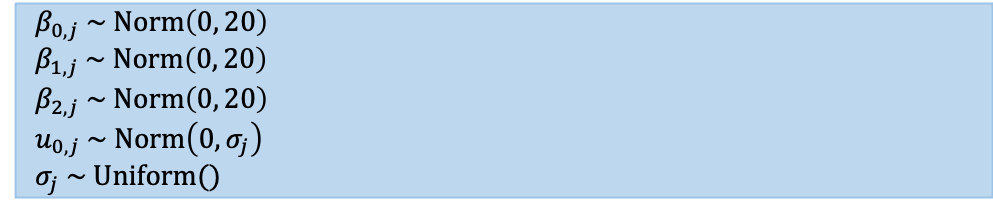 β₀,ⱼ ~ Norm(0, 20)
β₁,ⱼ ~ Norm(0, 20)
β₂,ⱼ ~ Norm(0, 20)
u₀,ⱼ ~ Norm(0, σⱼ)
σⱼ ~ Uniform()